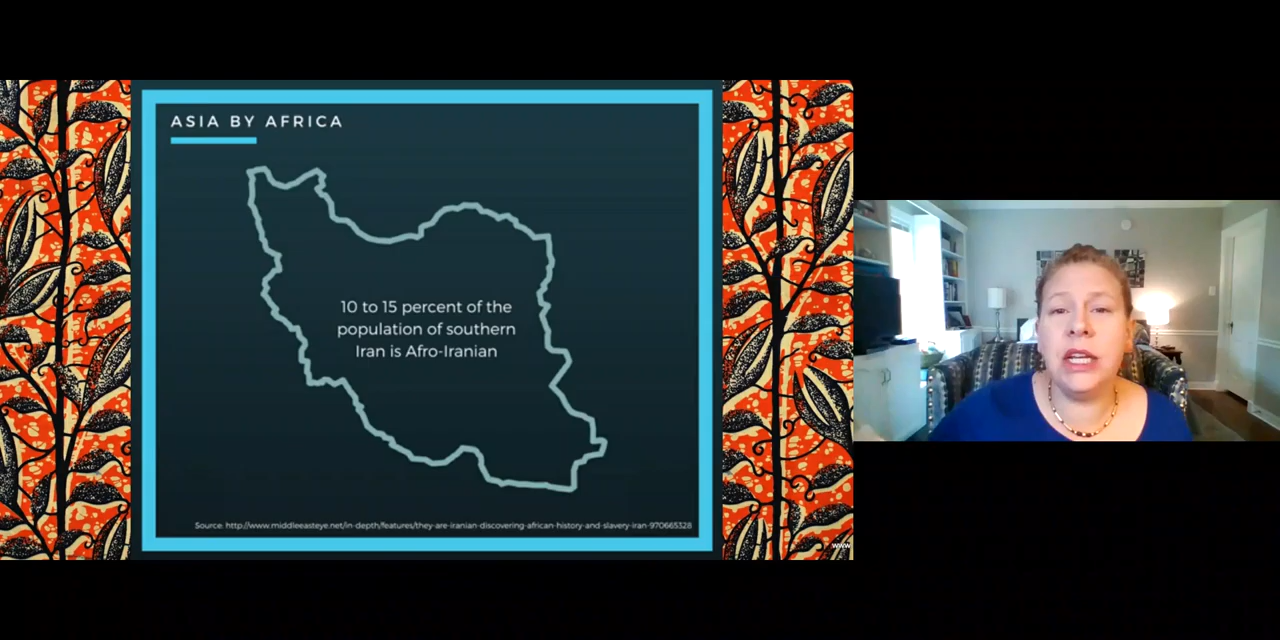 ASIA BY AFRICA
10 to 15 percent of the
population of southern
Iran is Afro-Iranian
Source: http://www.middleeasteye.net/in-depth/features/they-are-iranian-discovering-african-history-and-slavery-iran-970665328
www